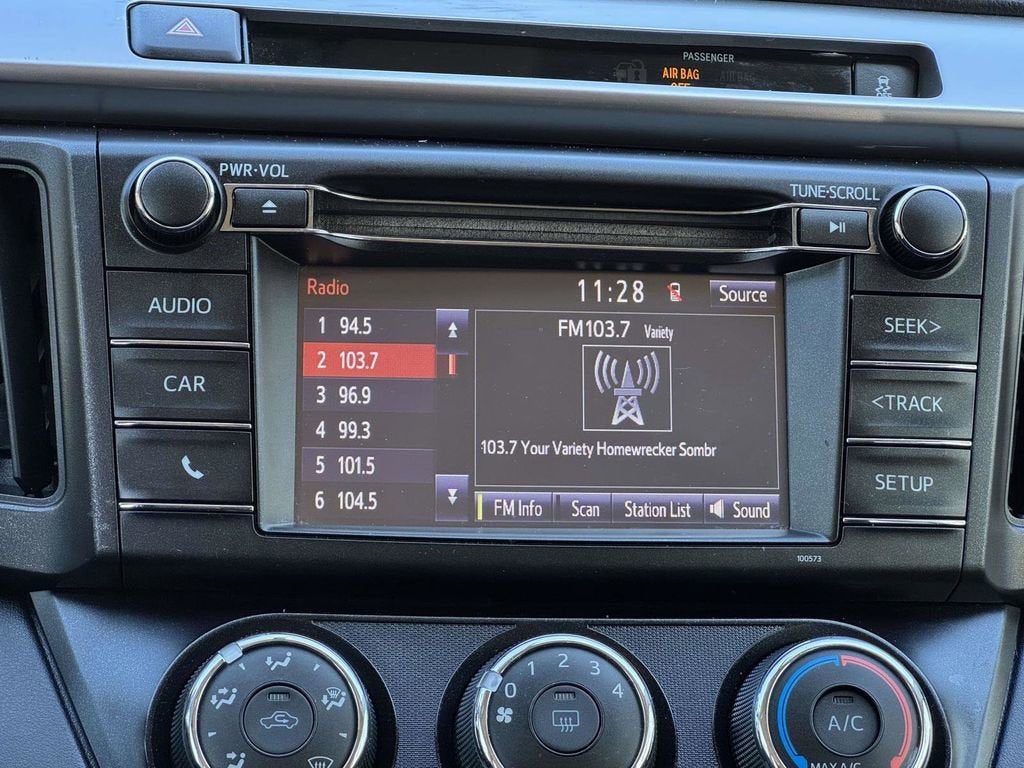 PASSENGER
AIR BAG
OFF
PWR·VOL
TUNE·SCROLL
AUDIO
CAR
Radio
11:28
Source
1 94.5
2 103.7
3 96.9
4 99.3
5 101.5
6 104.5
FM103.7 Variety
103.7 Your Variety Homewrecker Sombr
FM Info
Scan
Station List
Sound
SEEK>
<TRACK
SETUP
100573
0 1 2 3 4
A/C
MAX A/C